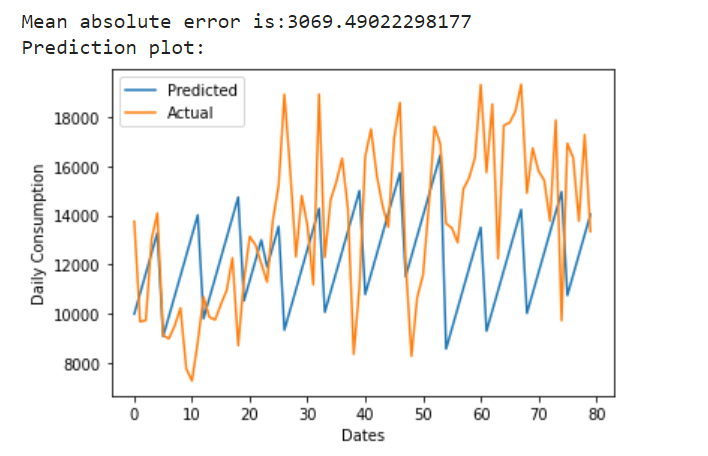 Mean absolute error is:3069.49022298177
Prediction plot:
Predicted
Actual
18000
16000
14000
12000
10000
8000
Daily Consumption
0 10 20 30 40 50 60 70 80
Dates